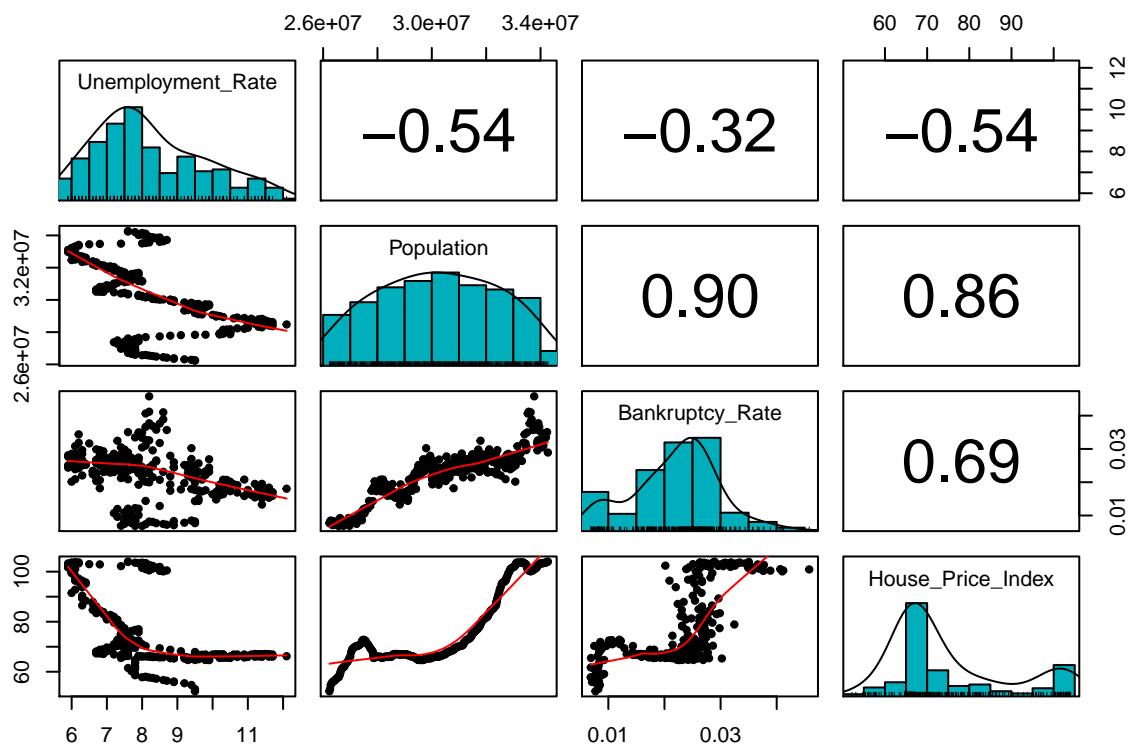 2.6e+07 3.0e+07 3.4e+07
60 70 80 90
Unemployment_Rate
−0.54
−0.32
−0.54
6 8 10 12
2.6e+07 3.2e+07
Population
0.90
0.86
Bankruptcy_Rate
0.69
0.01 0.03
60 80 100
House_Price_Index
6 7 8 9 11
0.01 0.03